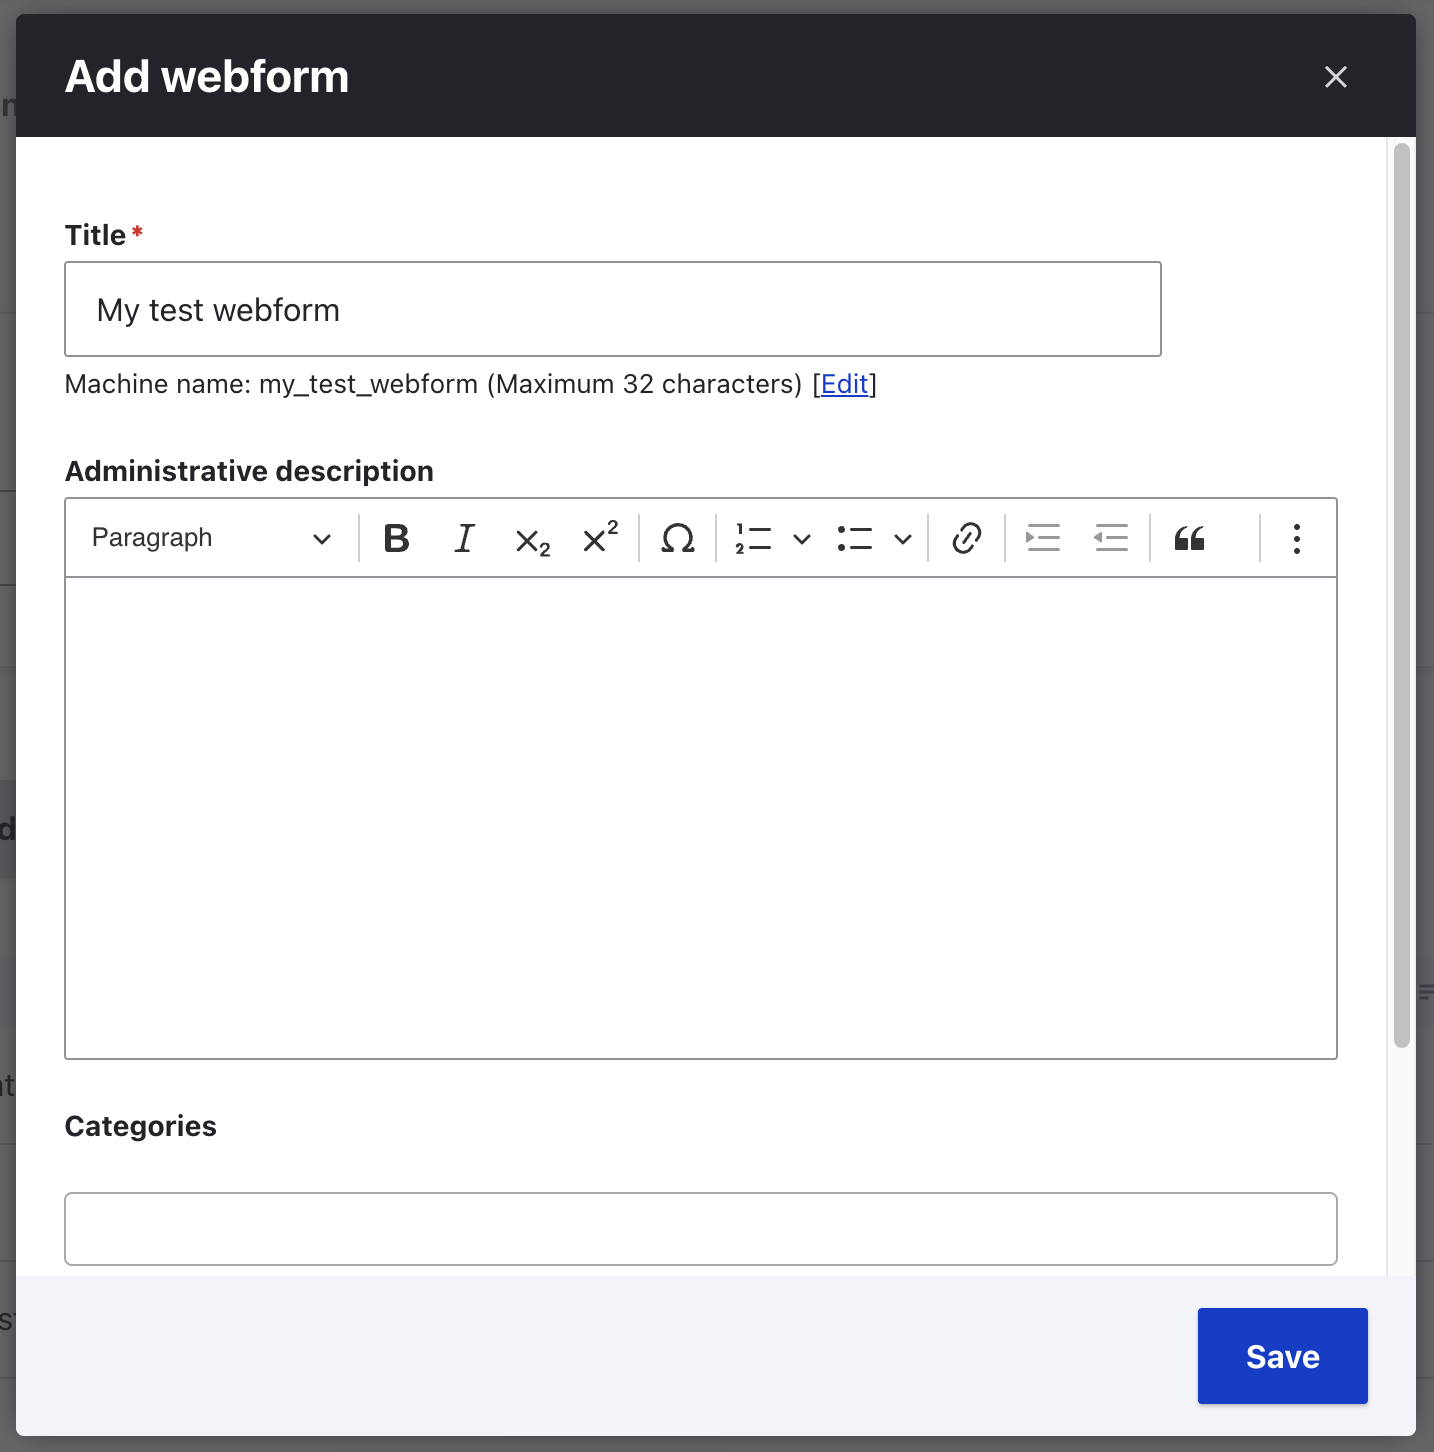 Add webform
Title*
My test webform
Machine name: my_test_webform (Maximum 32 characters) [Edit]
Administrative description
Paragraph
Categories
Save